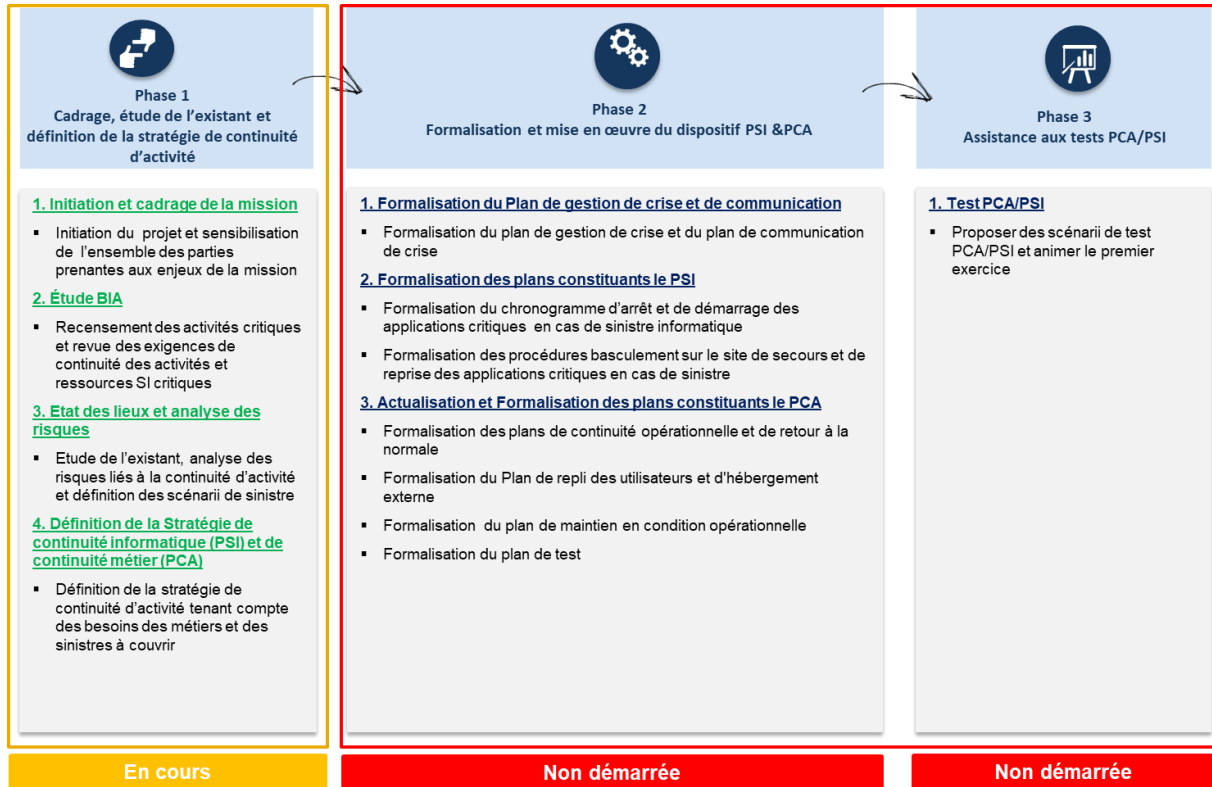 Phase 1
Cadrage, étude de l'existant et
définition de la stratégie de continuité
d'activité
1. Initiation et cadrage de la mission
▪ Initiation du projet et sensibilisation
de l'ensemble des parties
prenantes aux enjeux de la mission
2. Étude BIA
▪ Recensement des activités critiques
et revue des exigences de
continuité des activités et
ressources SI critiques
3. Etat des lieux et analyse des
risques
▪ Etude de l'existant, analyse des
risques liés à la continuité d'activité
et définition des scénarii de sinistre
4. Définition de la Stratégie de
continuité informatique (PSI) et de
continuité métier (PCA)
▪ Définition de la stratégie de
continuité d'activité tenant compte
des besoins des métiers et des
sinistres à couvrir
En cours
Phase 2
Formalisation et mise en œuvre du dispositif PSI &PCA
1. Formalisation du Plan de gestion de crise et de communication
▪ Formalisation du plan de gestion de crise et du plan de communication
de crise
2. Formalisation des plans constituants le PSI
▪ Formalisation du chronogramme d'arrêt et de démarrage des
applications critiques en cas de sinistre informatique
▪ Formalisation des procédures basculement sur le site de secours et de
reprise des applications critiques en cas de sinistre
3. Actualisation et Formalisation des plans constituants le PCA
▪ Formalisation des plans de continuité opérationnelle et de retour à la
normale
▪ Formalisation du Plan de repli des utilisateurs et d'hébergement
externe
▪ Formalisation du plan de maintien en condition opérationnelle
▪ Formalisation du plan de test
Non démarrée
Phase 3
Assistance aux tests PCA/PSI
1. Test PCA/PSI
▪ Proposer des scénarii de test
PCA/PSI et animer le premier
exercice
Non démarrée